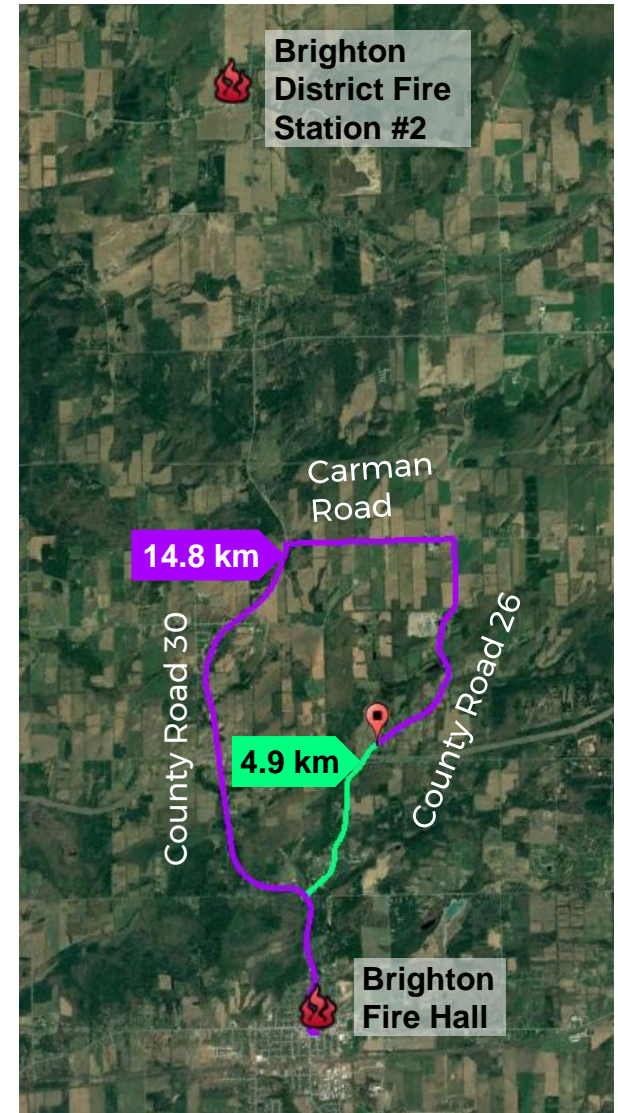 Brighton
District Fire
Station #2
Carman
Road
14.8 km
County Road 30
County Road 26
4.9 km
Brighton
Fire Hall